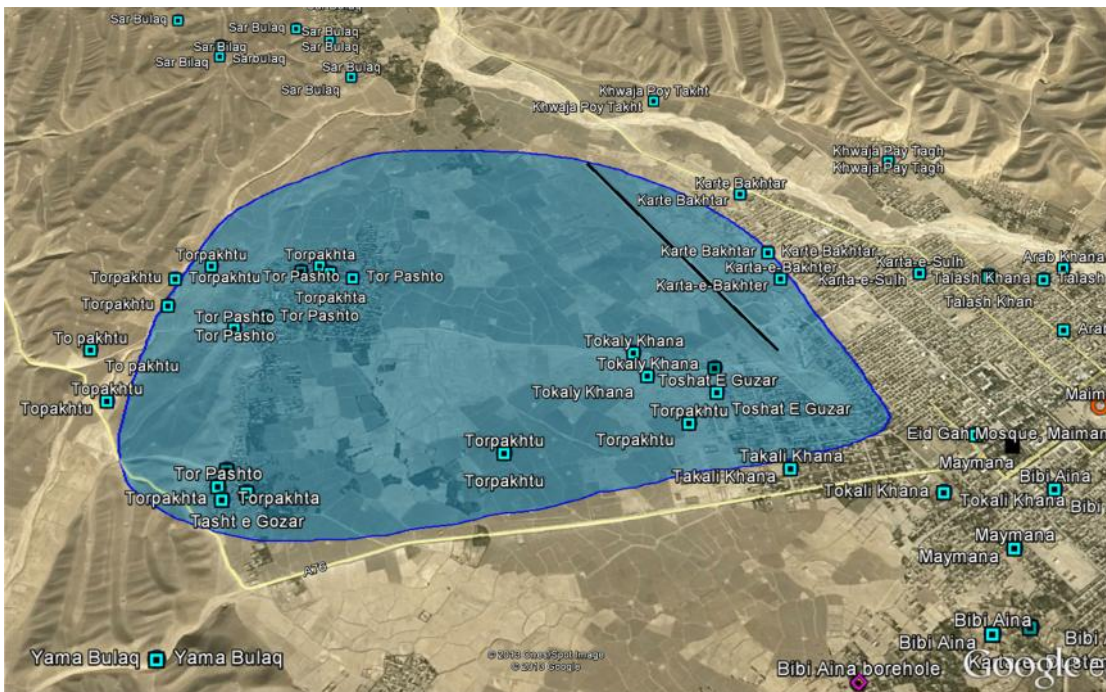 Sar Bulaq
Sar Bulaq
Sar Bulaq
Sar Bulaq
Sar Bilaq
Sar Bilaq
Sarbulaq
Sar Bulaq
Sar Bulaq
Khwaja Poy Takht
Khwaja Poy Takht
Khwaja Pay Tagh
Khwaja Pay Tagh
Karte Bakhtar
Karte Bakhtar
Karte Bakhtar
Karte Bakhtar
Karta-e-Bakhter
Karta-e-Bakhter
Karta-e-Sulh
Karta-e-Sulh
Arab Khana
Talash Khana
Talash
Talash Khan
Arab
Torpakhtu
Torpakhtu
Torpakhtu
Torpakhta
Tor Pashto
Tor Pashto
Torpakhta
Torpakhtu
Tor Pashto
Tor Pashto
Tor Pashto
To pakhtu
To pakhtu
Topakhtu
Topakhtu
Tokaly Khana
Tokaly Khana
Tokaly Khana
Toshat E Guzar
Toshat E Guzar
Torpakhtu
Torpakhtu
Torpakhtu
Torpakhtu
Takali Khana
Takali Khana
Eid Gah Mosque
Maiman
Maim
Maymana
Tokali Khana
Tokali Khana
Bibi Aina
Bibi
Maymana
Maymana
Tor Pashto
Torpakhta
Torpakhta
Tasht e Gozar
A76
Yama Bulaq
Yama Bulaq
Bibi Aina
Bibi Aina
Bibi A
Bibi Aina borehole
© 2013 Cnes/Spot Image
© 2013 Google
Google e